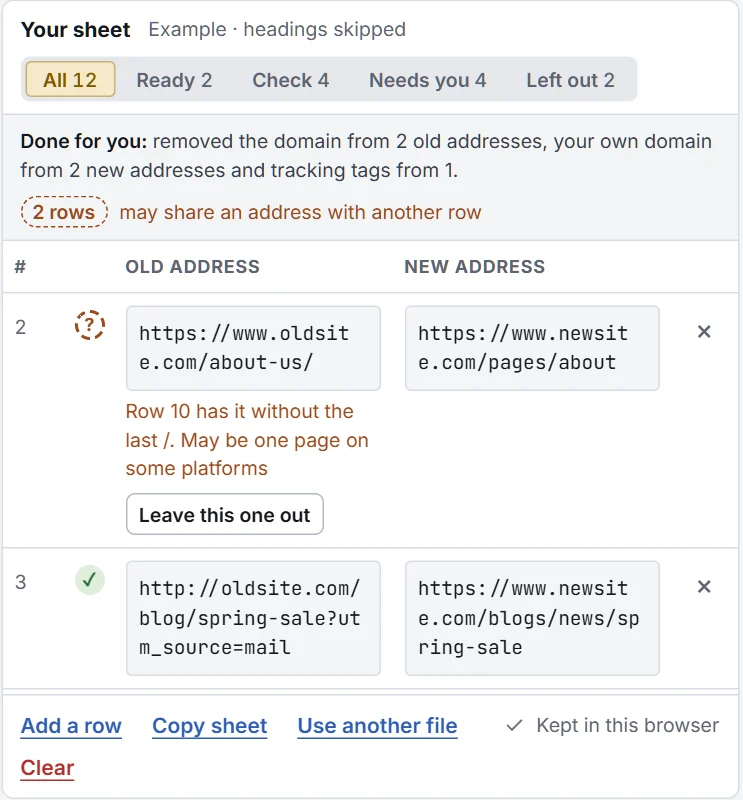 Your sheet Example · headings skipped
All 12 Ready 2 Check 4 Needs you 4 Left out 2
Done for you: removed the domain from 2 old addresses, your own domain
from 2 new addresses and tracking tags from 1.
2 rows may share an address with another row
# OLD ADDRESS NEW ADDRESS
2 ? https://www.oldsit https://www.newsit ✕
e.com/about-us/ e.com/pages/about
Row 10 has it without the
last /. May be one page on
some platforms
Leave this one out
3 ✓ http://oldsite.com/ https://www.newsit ✕
blog/spring-sale?ut e.com/blogs/news/sp
m_source=mail ring-sale
Add a row Copy sheet Use another file ✓ Kept in this browser
Clear